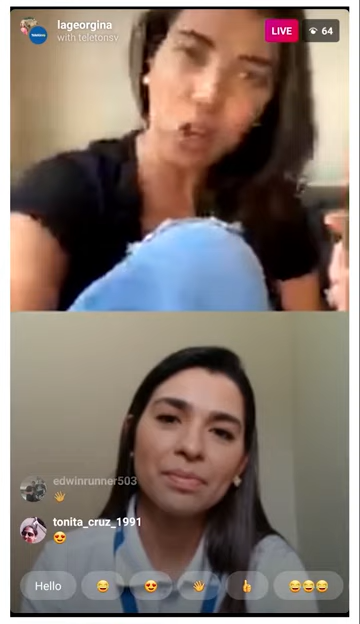 lageorgina
with teletonsv
LIVE
64
edwinrunner503
👋
tonita_cruz_1991
😍
Hello
😂
😍
👋
👍
😂😂😂